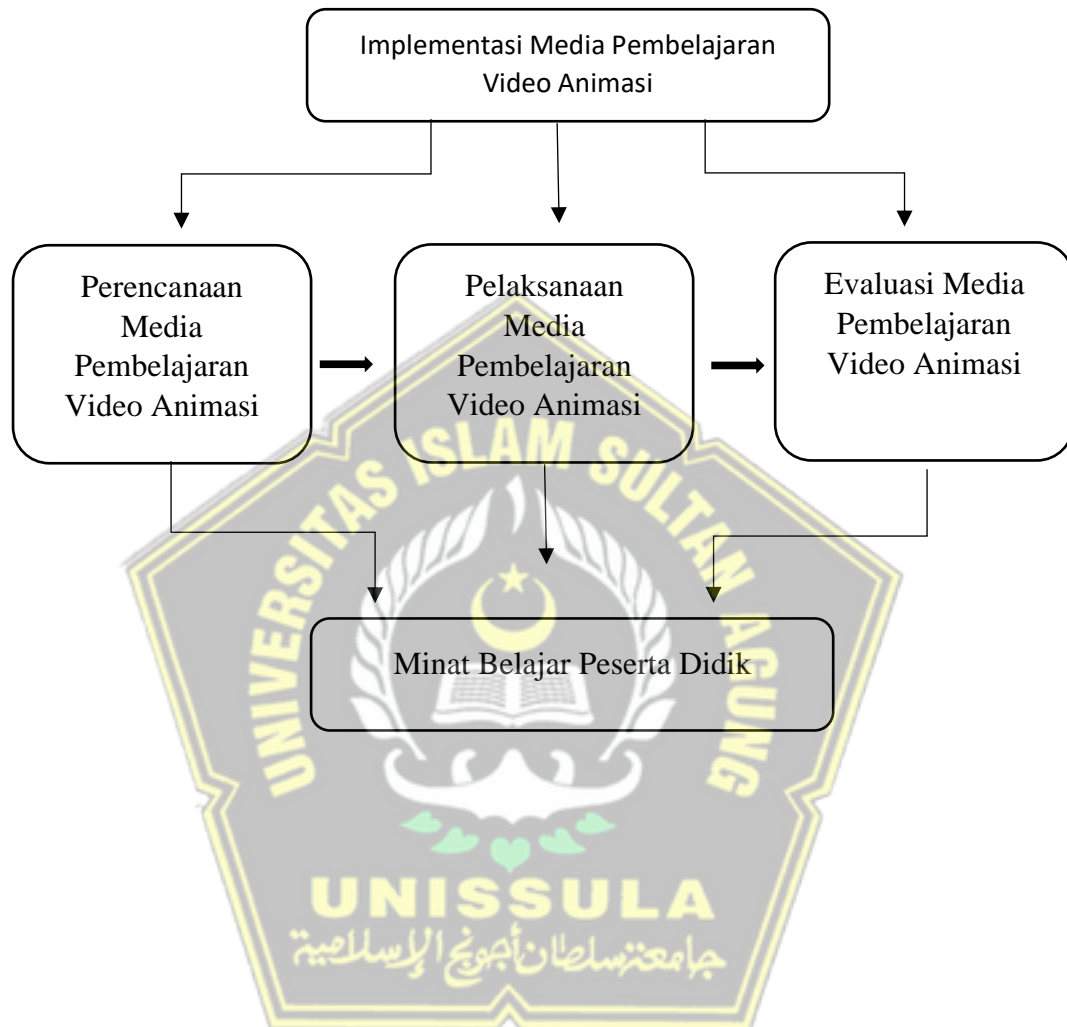 Implementasi Media Pembelajaran
Video Animasi
Perencanaan
Media
Pembelajaran
Video Animasi
Pelaksanaan
Media
Pembelajaran
Video Animasi
Evaluasi Media
Pembelajaran
Video Animasi
UNIVERSITAS ISLAM SULTAN AGUNG
Minat Belajar Peserta Didik
UNISSULA
جامعة سلطان أجونج الإسلامية